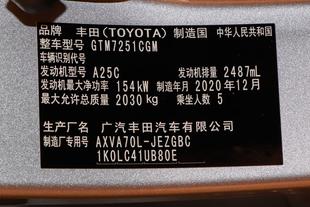 品牌 丰田(TOYOTA) 制造国 中华人民共和国
整车型号 GTM7251CGM
车辆识别代号
发动机型号 A25C 发动机排量 2487mL
发动机最大净功率 154kW 制造年月 2020年12月
最大允许总质量 2030kg 乘坐人数 5
生产厂名 广汽丰田汽车有限公司
制造厂专用号 AXVA70L-JEZGBC
1K0LC41UB80E